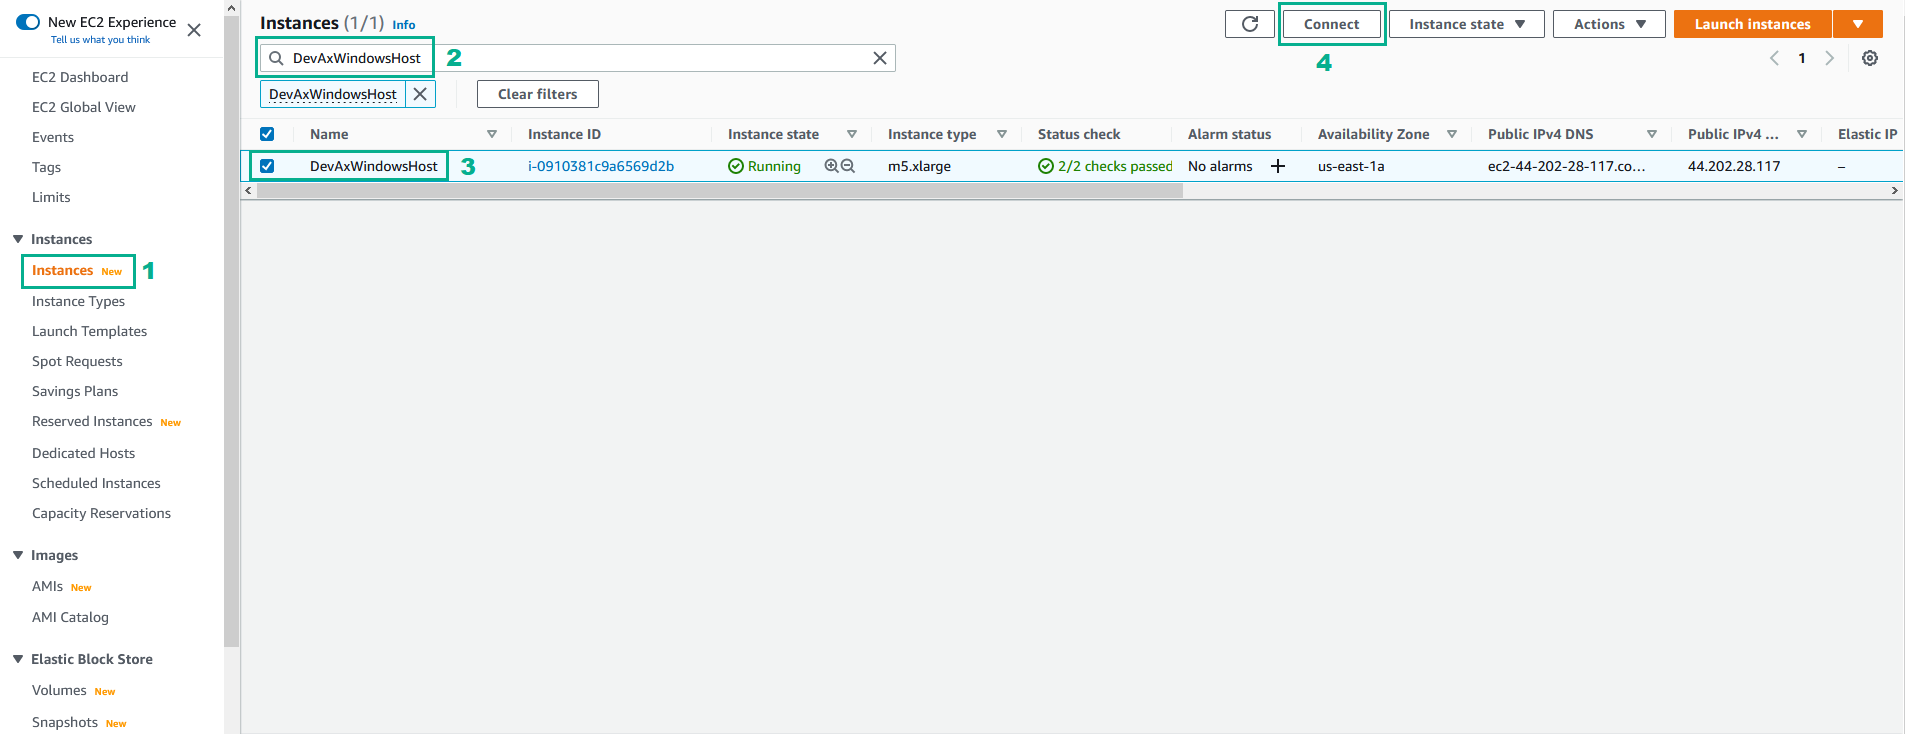 New EC2 Experience
Tell us what you think
EC2 Dashboard
EC2 Global View
Events
Tags
Limits
Instances
Instances New 1
Instance Types
Launch Templates
Spot Requests
Savings Plans
Reserved Instances New
Dedicated Hosts
Scheduled Instances
Capacity Reservations
Images
AMIs New
AMI Catalog
Elastic Block Store
Volumes New
Snapshots New
Instances (1/1) Info
Connect Instance state Actions Launch instances
DevAxWindowsHost 2
4
1
DevAxWindowsHost Clear filters
Name Instance ID Instance state Instance type Status check Alarm status Availability Zone Public IPv4 DNS Public IPv4 ... Elastic IP
DevAxWindowsHost 3 i-0910381c9a6569d2b Running m5.xlarge 2/2 checks passed No alarms + us-east-1a ec2-44-202-28-117.co... 44.202.28.117 –